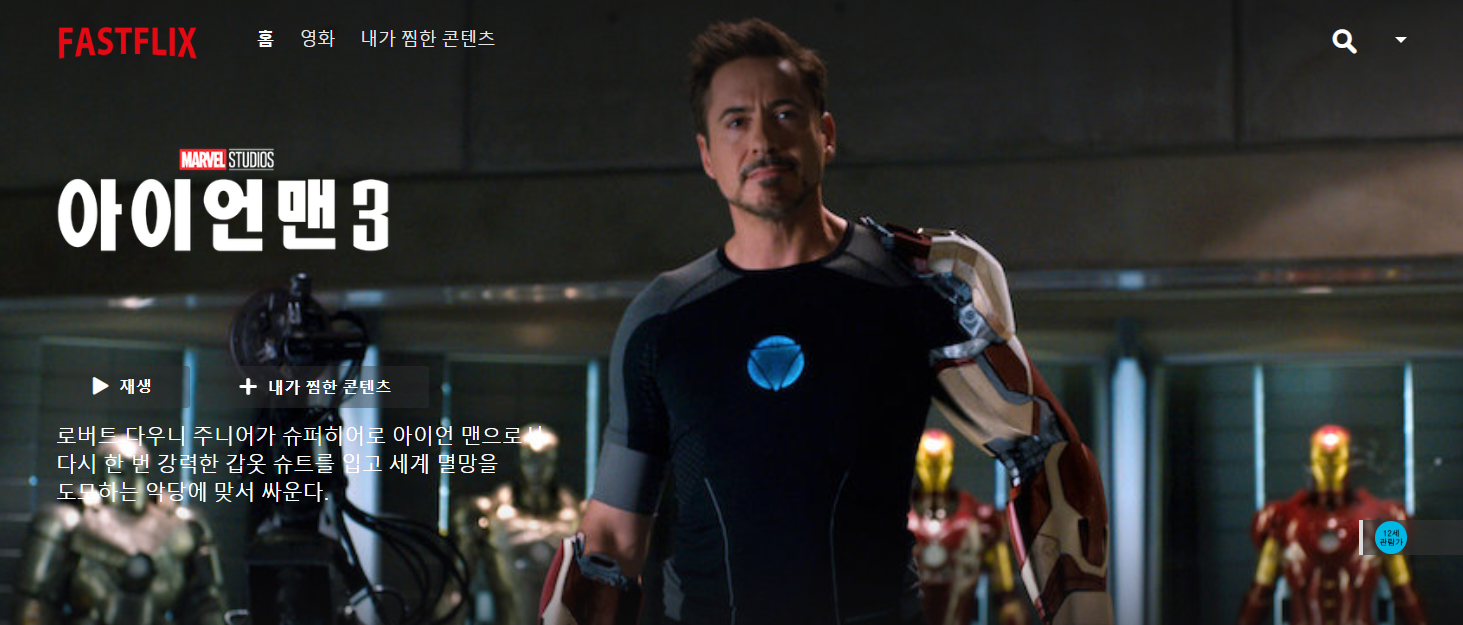 FASTFLIX 홈 영화 내가 찜한 콘텐츠
MARVEL STUDIOS
아이언맨 3
재생 내가 찜한 콘텐츠
로버트 다우니 주니어가 슈퍼히어로 아이언 맨으로서
다시 한 번 강력한 갑옷 슈트를 입고 세계 멸망을
도모하는 악당에 맞서 싸운다.
12세
관람가